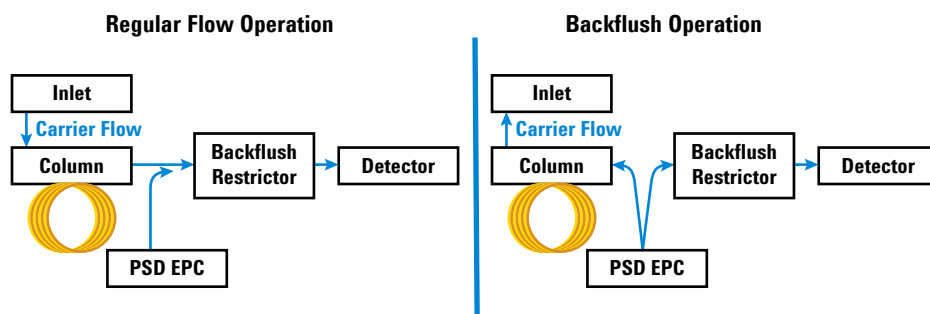 Regular Flow Operation
Inlet
Carrier Flow
Column
Backflush
Restrictor
Detector
PSD EPC
Backflush Operation
Inlet
Carrier Flow
Column
Backflush
Restrictor
Detector
PSD EPC